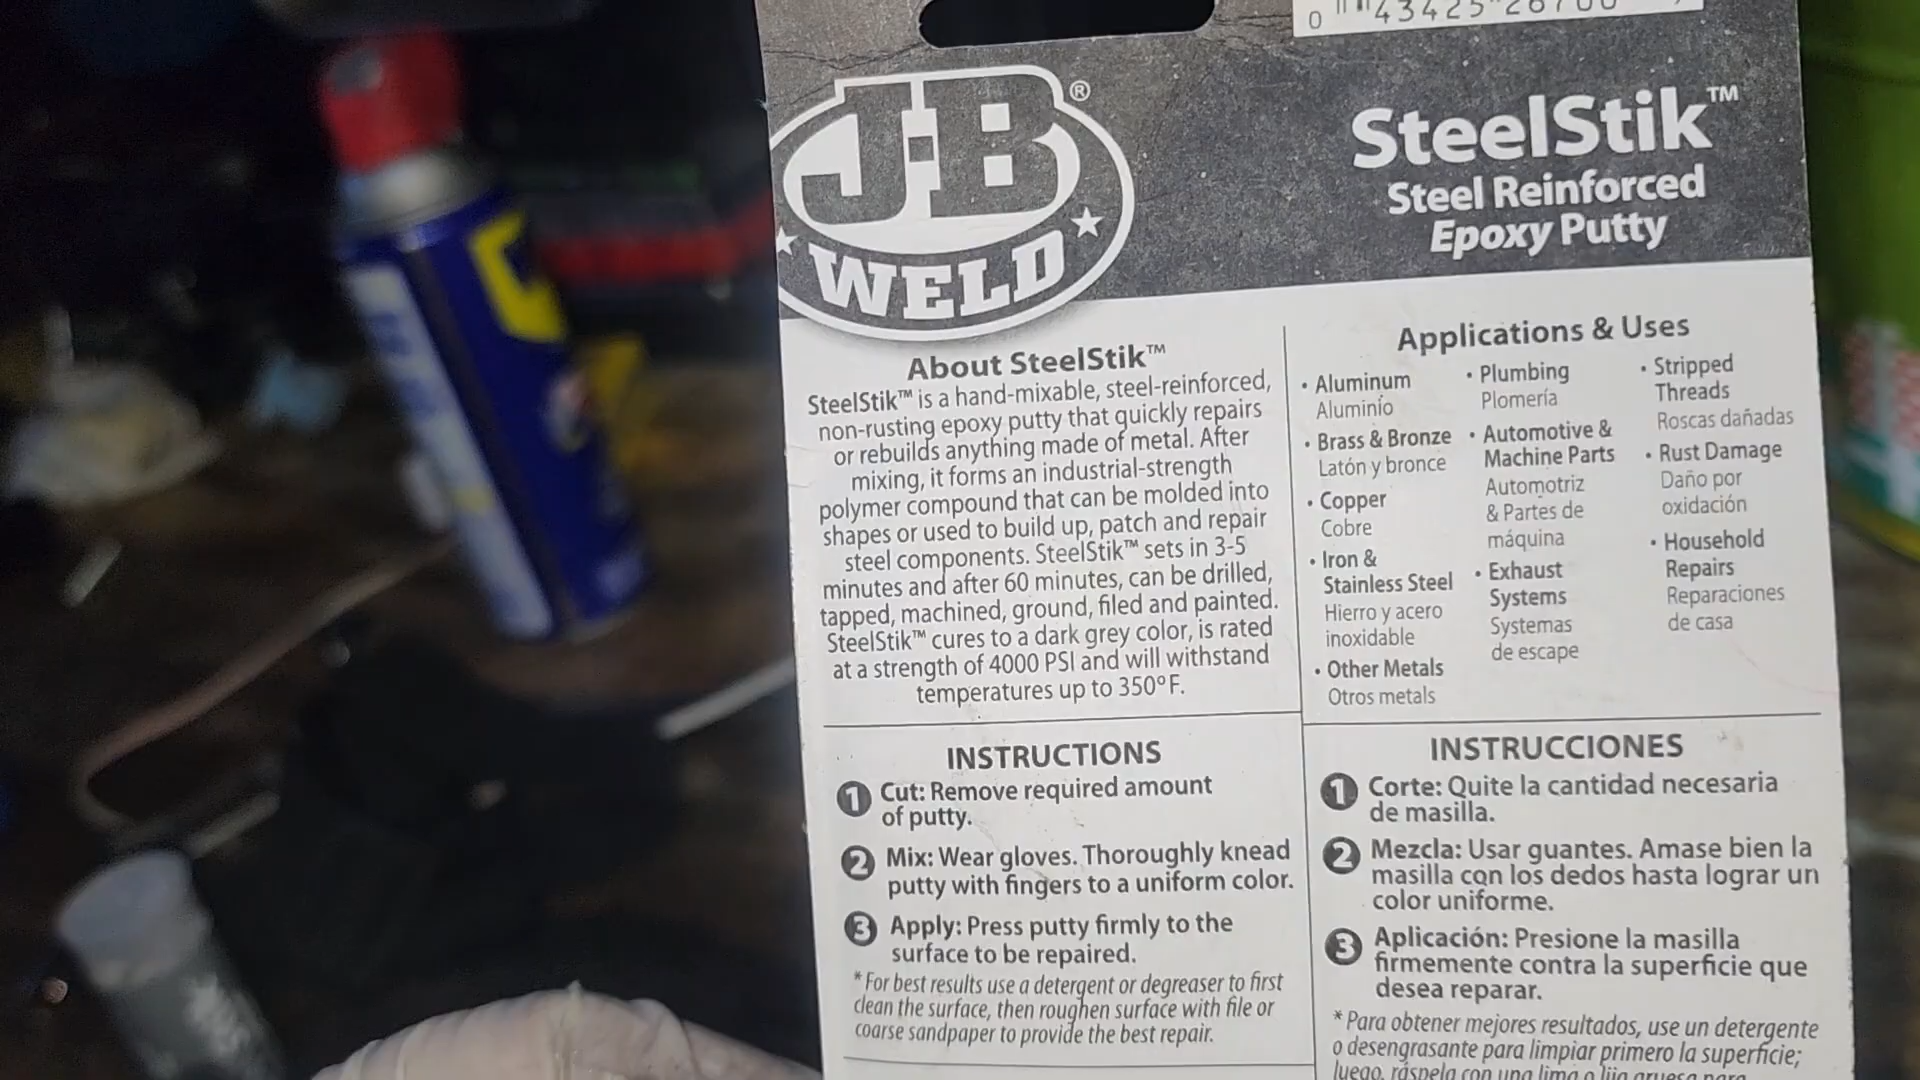 J-B®
WELD
SteelStik™
Steel Reinforced
Epoxy Putty
About SteelStik™
SteelStik™ is a hand-mixable, steel-reinforced,
non-rusting epoxy putty that quickly repairs
or rebuilds anything made of metal. After
mixing, it forms an industrial-strength
polymer compound that can be molded into
shapes or used to build up, patch and repair
steel components. SteelStik™ sets in 3-5
minutes and after 60 minutes, can be drilled,
tapped, machined, ground, filed and painted.
SteelStik™ cures to a dark grey color, is rated
at a strength of 4000 PSI and will withstand
temperatures up to 350°F.
Applications & Uses
• Aluminum
Aluminio
• Brass & Bronze
Latón y bronce
• Copper
Cobre
• Iron &
Stainless Steel
Hierro y acero
inoxidable
• Other Metals
Otros metals
• Plumbing
Plomería
• Automotive &
Machine Parts
Automotriz
& Partes de
máquina
• Exhaust
Systems
Systemas
de escape
• Stripped
Threads
Roscas dañadas
• Rust Damage
Daño por
oxidación
• Household
Repairs
Reparaciones
de casa
INSTRUCTIONS
1 Cut: Remove required amount
of putty.
2 Mix: Wear gloves. Thoroughly knead
putty with fingers to a uniform color.
3 Apply: Press putty firmly to the
surface to be repaired.
*For best results use a detergent or degreaser to first
clean the surface, then roughen surface with file or
coarse sandpaper to provide the best repair.
INSTRUCCIONES
1 Corte: Quite la cantidad necesaria
de masilla.
2 Mezcla: Usar guantes. Amase bien la
masilla con los dedos hasta lograr un
color uniforme.
3 Aplicación: Presione la masilla
firmemente contra la superficie que
desea reparar.
*Para obtener mejores resultados, use un detergente
o desengrasante para limpiar primero la superficie;
luego, ráspela con una lima o lija gruesa para